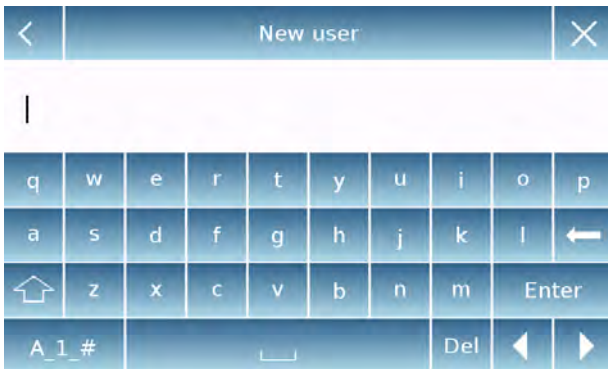 New user
q w e r t y u i o p
a s d f g h j k l
z x c v b n m Enter
A_1_# Del